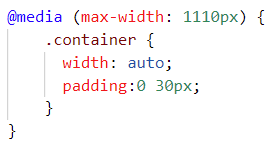 @media (max-width: 1110px) {
    .container {
      width: auto;
      padding:0 30px;
    }
}